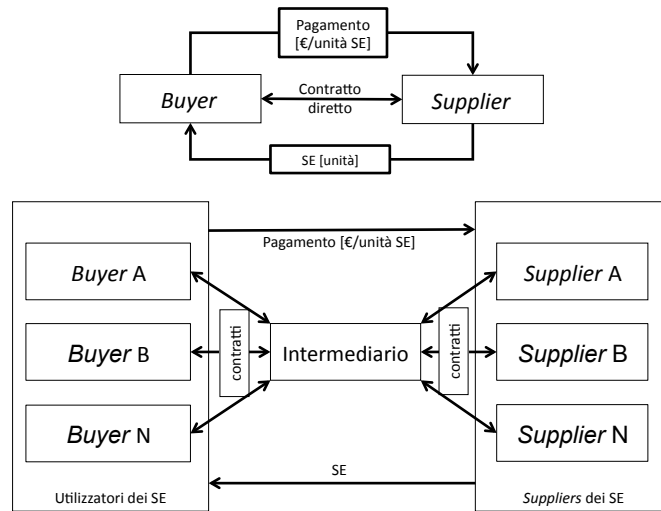 Pagamento
[€/unità SE]
Buyer
Contratto
diretto
Supplier
SE [unità]
Pagamento [€/unità SE]
Buyer A
Supplier A
Buyer B
contratti
Intermediario
contratti
Supplier B
Buyer N
Supplier N
SE
Utilizzatori dei SE
Suppliers dei SE